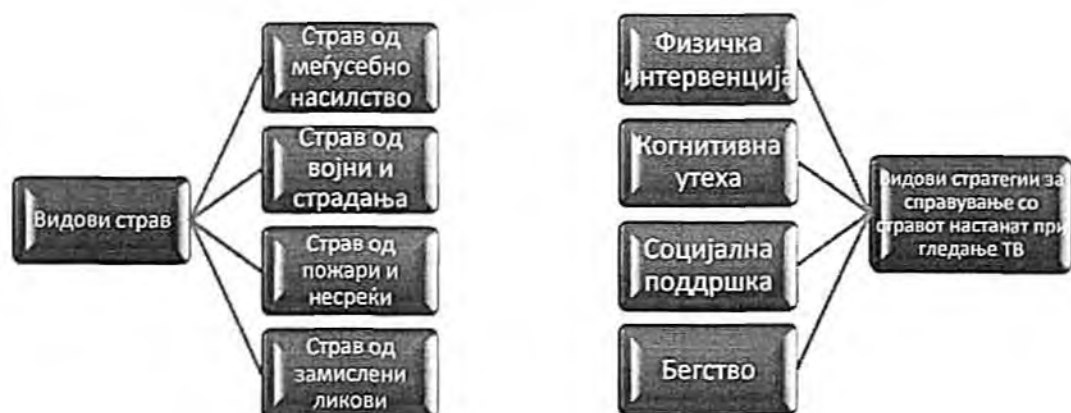 Видови страв
Страв од
меѓусебно
насилство
Страв од
војни и
страдања
Страв од
пожари и
несреќи
Страв од
замислени
ликови
Физичка
интервенција
Когнитивна
утеха
Социјална
поддршка
Бегство
Видови стратегии за
справување со
стравот настанат при
гледање ТВ